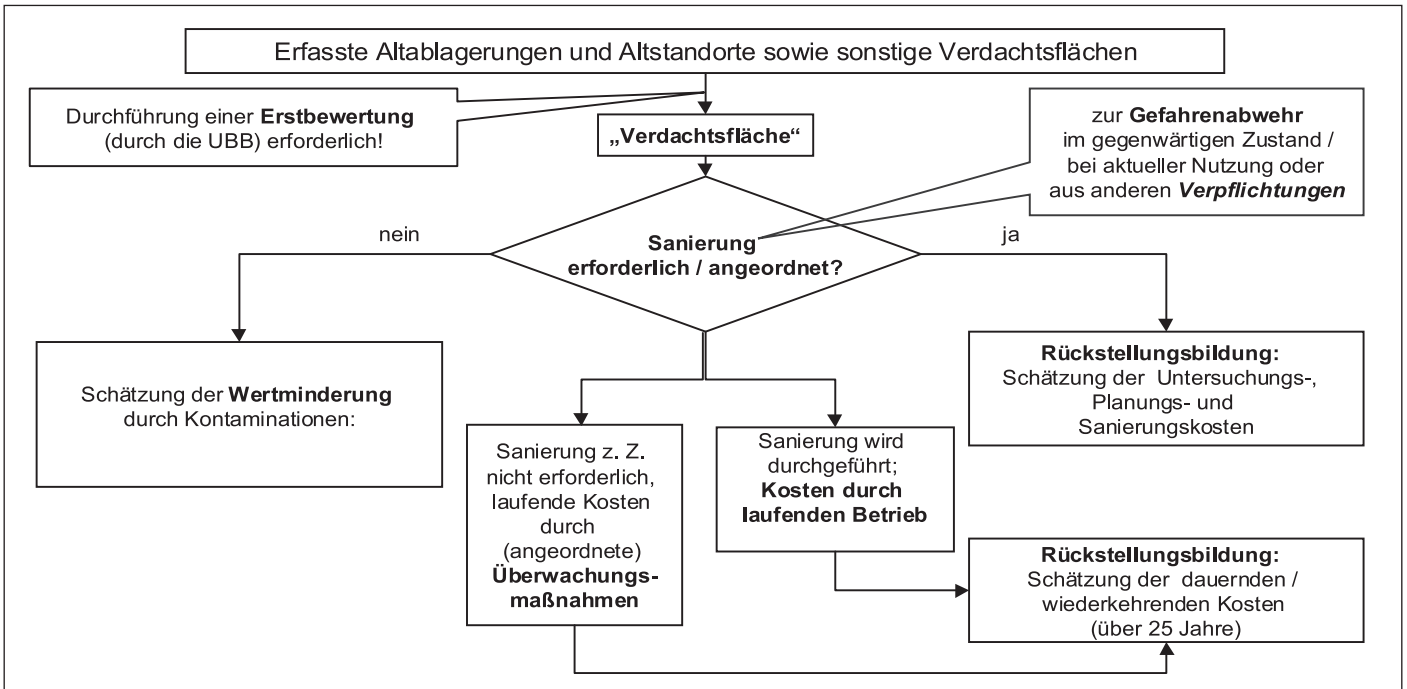 Erfasste Altablagerungen und Altstandorte sowie sonstige Verdachtsflächen
Durchführung einer Erstbewertung
(durch die UBB) erforderlich!
„Verdachtsfläche“
zur Gefahrenabwehr
im gegenwärtigen Zustand /
bei aktueller Nutzung oder
aus anderen Verpflichtungen
nein
Sanierung
erforderlich / angeordnet?
ja
Schätzung der Wertminderung
durch Kontaminationen:
Sanierung z. Z.
nicht erforderlich,
laufende Kosten
durch
(angeordnete)
Überwachungs-
maßnahmen
Sanierung wird
durchgeführt;
Kosten durch
laufenden Betrieb
Rückstellungsbildung:
Schätzung der Untersuchungs-,
Planungs- und
Sanierungskosten
Rückstellungsbildung:
Schätzung der dauernden /
wiederkehrenden Kosten
(über 25 Jahre)